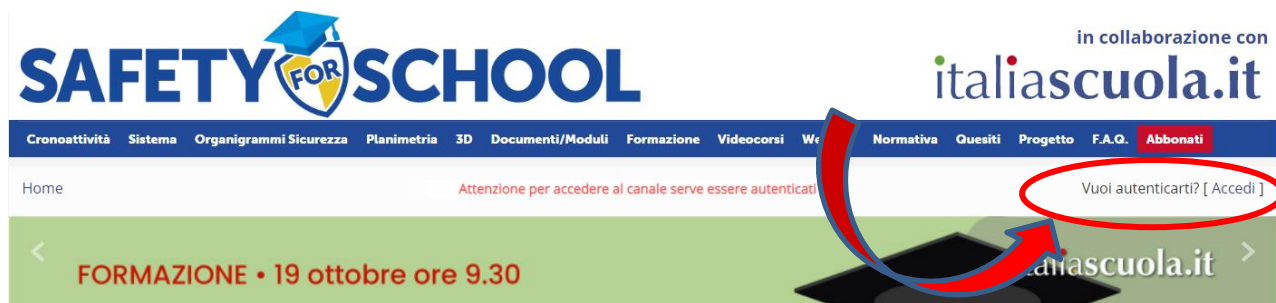 SAFETY FOR SCHOOL
in collaborazione con
italiascuola.it
Cronoattività Sistema Organigrammi Sicurezza Planimetria 3D Documenti/Moduli Formazione Videocorsi Normativa Quesiti Progetto F.A.Q. Abbonati
Home Attenzione per accedere al canale serve essere autenticati Vuoi autenticarti? [ Accedi ]
FORMAZIONE • 19 ottobre ore 9.30
italiascuola.it